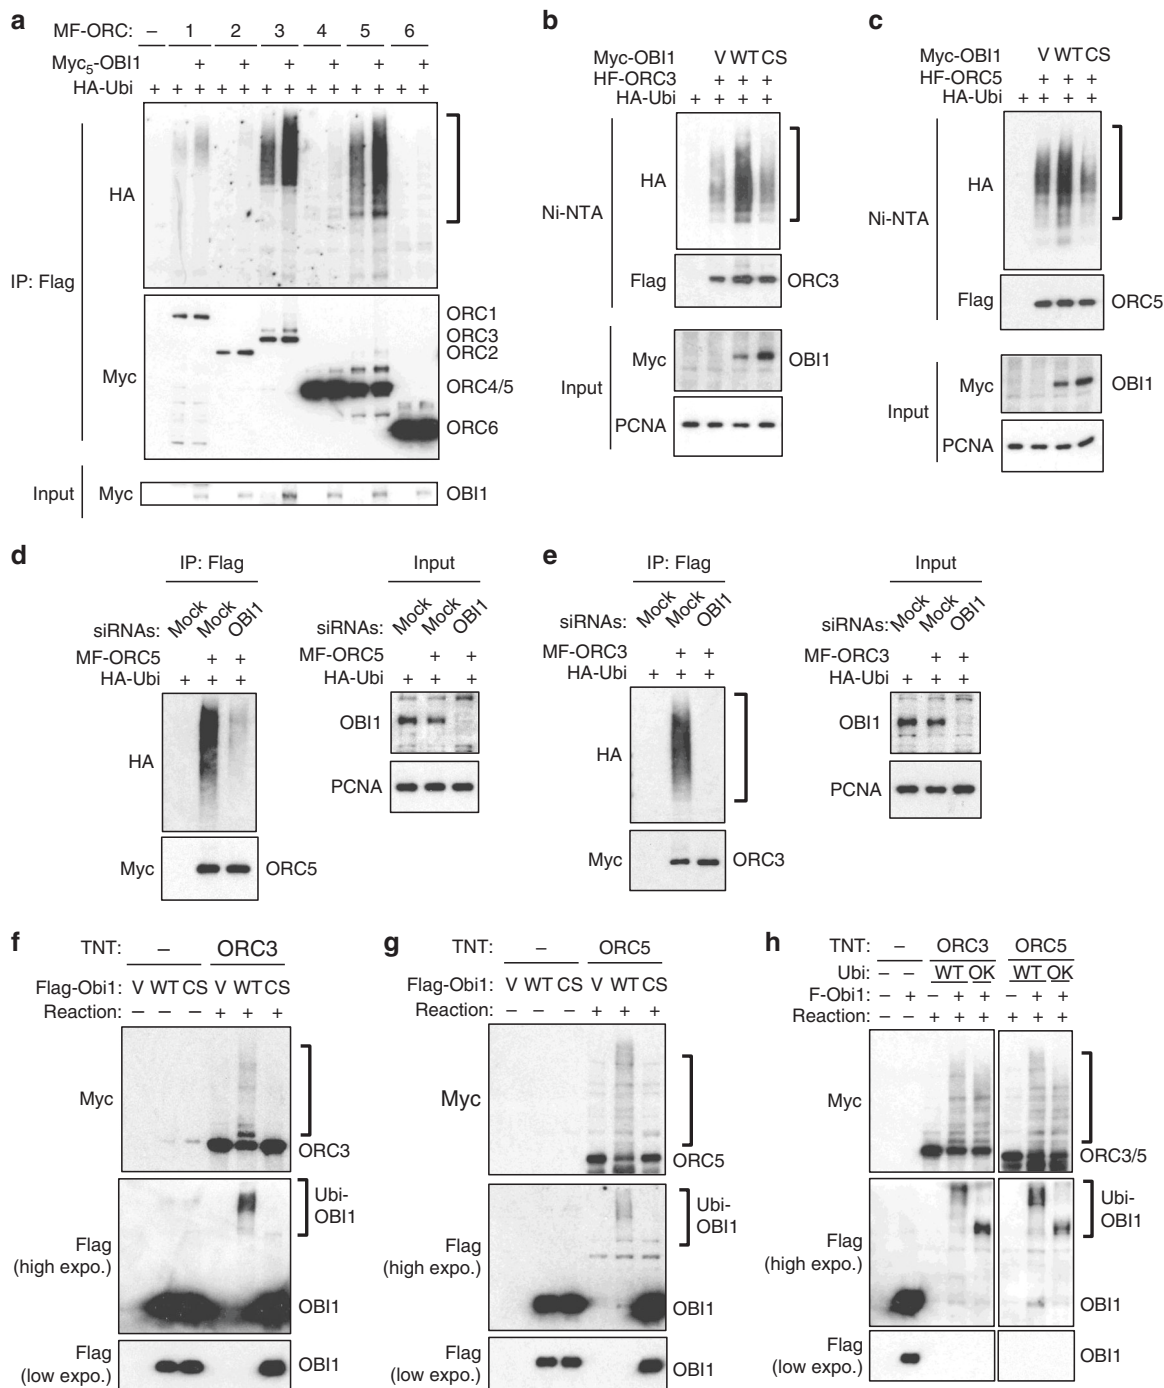 a
MF-ORC: – 1 2 3 4 5 6
Myc5-OBI1 + + + + + +
HA-Ubi + + + + + + + + + + + + +
IP: Flag
HA
Myc
ORC1
ORC3
ORC2
ORC4/5
ORC6
Input Myc OBI1
b
Myc-OBI1 V WT CS
HF-ORC3 + + +
HA-Ubi + + + +
Ni-NTA
HA
Flag ORC3
Input
Myc OBI1
PCNA
c
Myc-OBI1 V WT CS
HF-ORC5 + + +
HA-Ubi + + + +
Ni-NTA
HA
Flag ORC5
Input
Myc OBI1
PCNA
d
IP: Flag Input
siRNAs: Mock Mock OBI1 siRNAs: Mock Mock OBI1
MF-ORC5 + + MF-ORC5 + +
HA-Ubi + + + HA-Ubi + + +
HA
OBI1
PCNA
Myc ORC5
e
IP: Flag Input
siRNAs: Mock Mock OBI1 siRNAs: Mock Mock OBI1
MF-ORC3 + + MF-ORC3 + +
HA-Ubi + + + HA-Ubi + + +
HA
OBI1
PCNA
Myc ORC3
f
TNT: – ORC3
Flag-Obi1: V WT CS V WT CS
Reaction: – – – + + +
Myc
ORC3
Ubi-
OBI1
Flag
(high expo.)
OBI1
Flag
(low expo.)
OBI1
g
TNT: – ORC5
Flag-Obi1: V WT CS V WT CS
Reaction: – – – + + +
Myc
ORC5
Ubi-
OBI1
Flag
(high expo.)
OBI1
Flag
(low expo.)
OBI1
h
TNT: – ORC3 ORC5
Ubi: – – WT OK WT OK
F-Obi1: – + – + + – + +
Reaction: – – + + + + + +
Myc
ORC3/5
Ubi-
OBI1
Flag
(high expo.)
OBI1
Flag
(low expo.)
OBI1